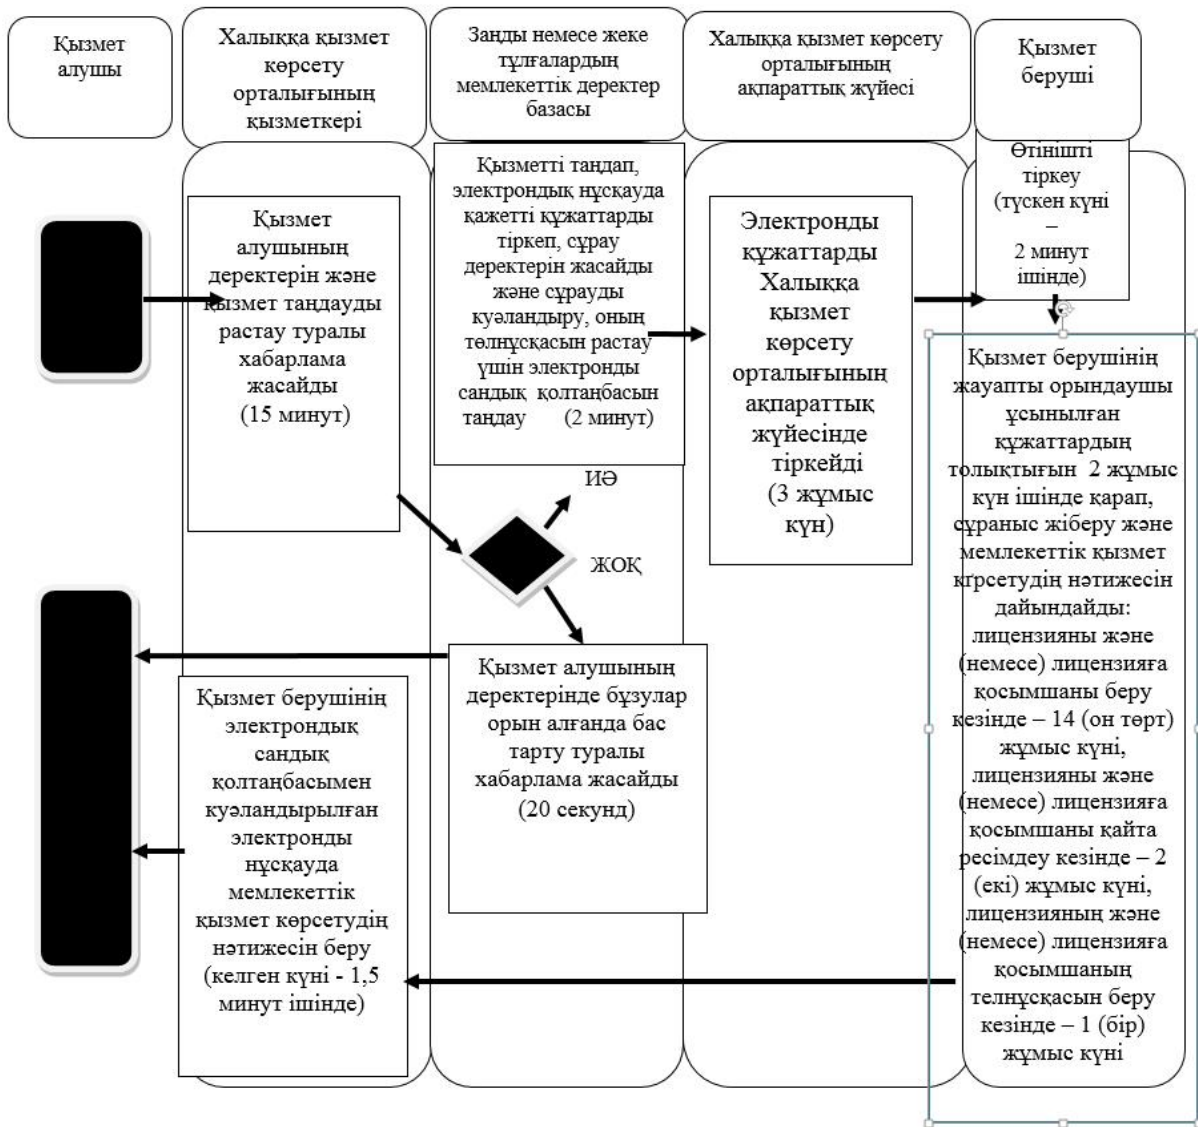 Қызмет
алушы
Халыққа қызмет
көрсету
орталығының
қызметкері
Заңды немесе жеке
тұлғалардың
мемлекеттік деректер
базасы
Халыққа қызмет көрсету
орталығының
ақпараттық жүйесі
Қызмет
беруші
Қызмет
алушының
деректерін және
қызмет таңдауды
растау туралы
хабарлама
жасайды
(15 минут)
Қызметті таңдап,
электрондық нұсқауда
қажетті құжаттарды
тіркеп, сұрау
деректерін жасайды
және сұрауды
куәландыру, оның
төлнұсқасын растау
үшін электронды
сандық қолтаңбасын
таңдау (2 минут)
Электронды
құжаттарды
Халыққа
қызмет
көрсету
орталығының
ақпараттық
жүйесінде
тіркейді
(3 жұмыс
күн)
Өтінішті
тіркеу
(түскен күні
–
2 минут
ішінде)
ИӘ
ЖОҚ
Қызмет алушының
деректерінде бұзулар
орын алғанда бас
тарту туралы
хабарлама жасайды
(20 секунд)
Қызмет берушінің
электрондық
сандық
қолтаңбасымен
куәландырылған
электронды
нұсқауда
мемлекеттік
қызмет көрсетудің
нәтижесін беру
(келген күні - 1,5
минут ішінде)
Қызмет берушінің
жауапты орындаушы
ұсынылған
құжаттардың
толықтығын 2 жұмыс
күн ішінде қарап,
сұраныс жіберу және
мемлекеттік қызмет
кґрсетудің нәтижесін
дайындайды:
лицензияны және
(немесе) лицензияға
қосымшаны беру
кезінде – 14 (он төрт)
жұмыс күні,
лицензияны және
(немесе) лицензияға
қосымшаны қайта
ресімдеу кезінде – 2
(екі) жұмыс күні,
лицензияның және
(немесе) лицензияға
қосымшаның
телнұсқасын беру
кезінде – 1 (бір)
жұмыс күні